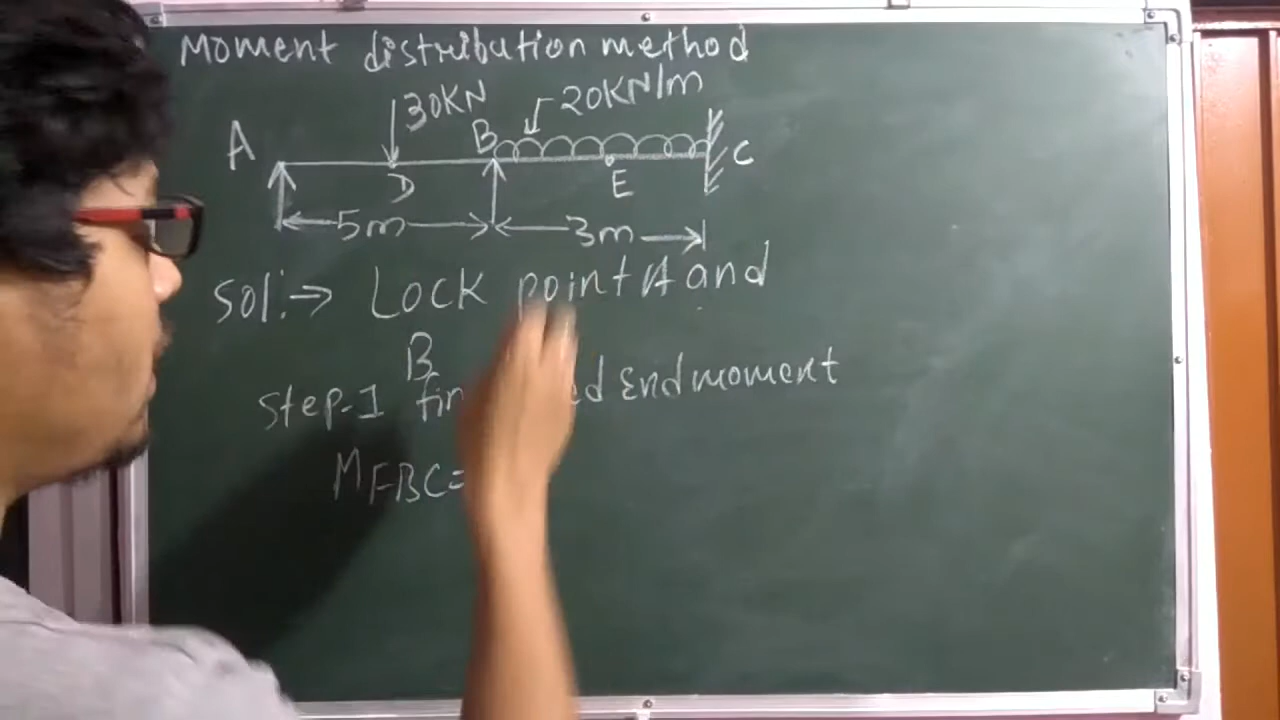 Moment distribution method
30KN
20KN/m
A
B
C
D
E
5m
3m
Sol:→ Lock point A and
B
Step-1 End moment
MFBC=